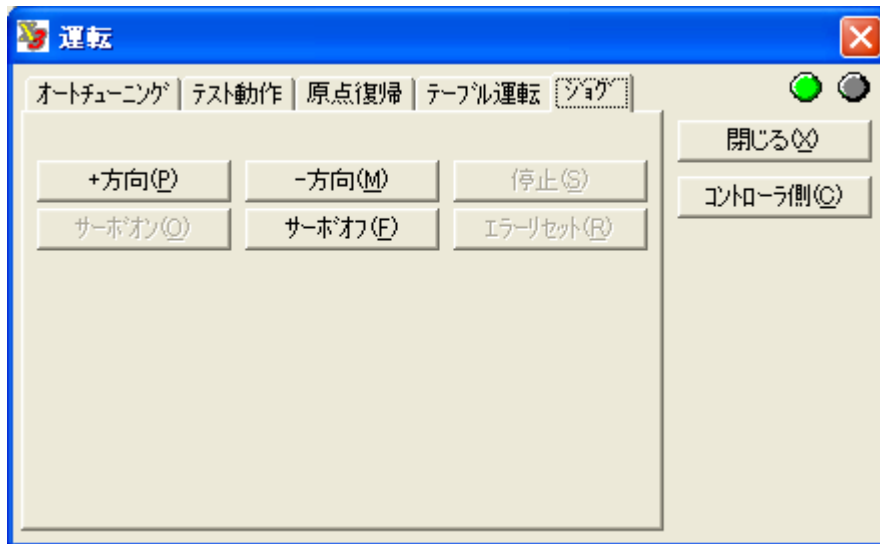 運転
オートチューニング テスト動作 原点復帰 テーブル運転 ジョグ
閉じる(X)
+方向(P) -方向(M) 停止(S)
コントローラ側(C)
サーボオン(O) サーボオフ(F) エラーリセット(R)